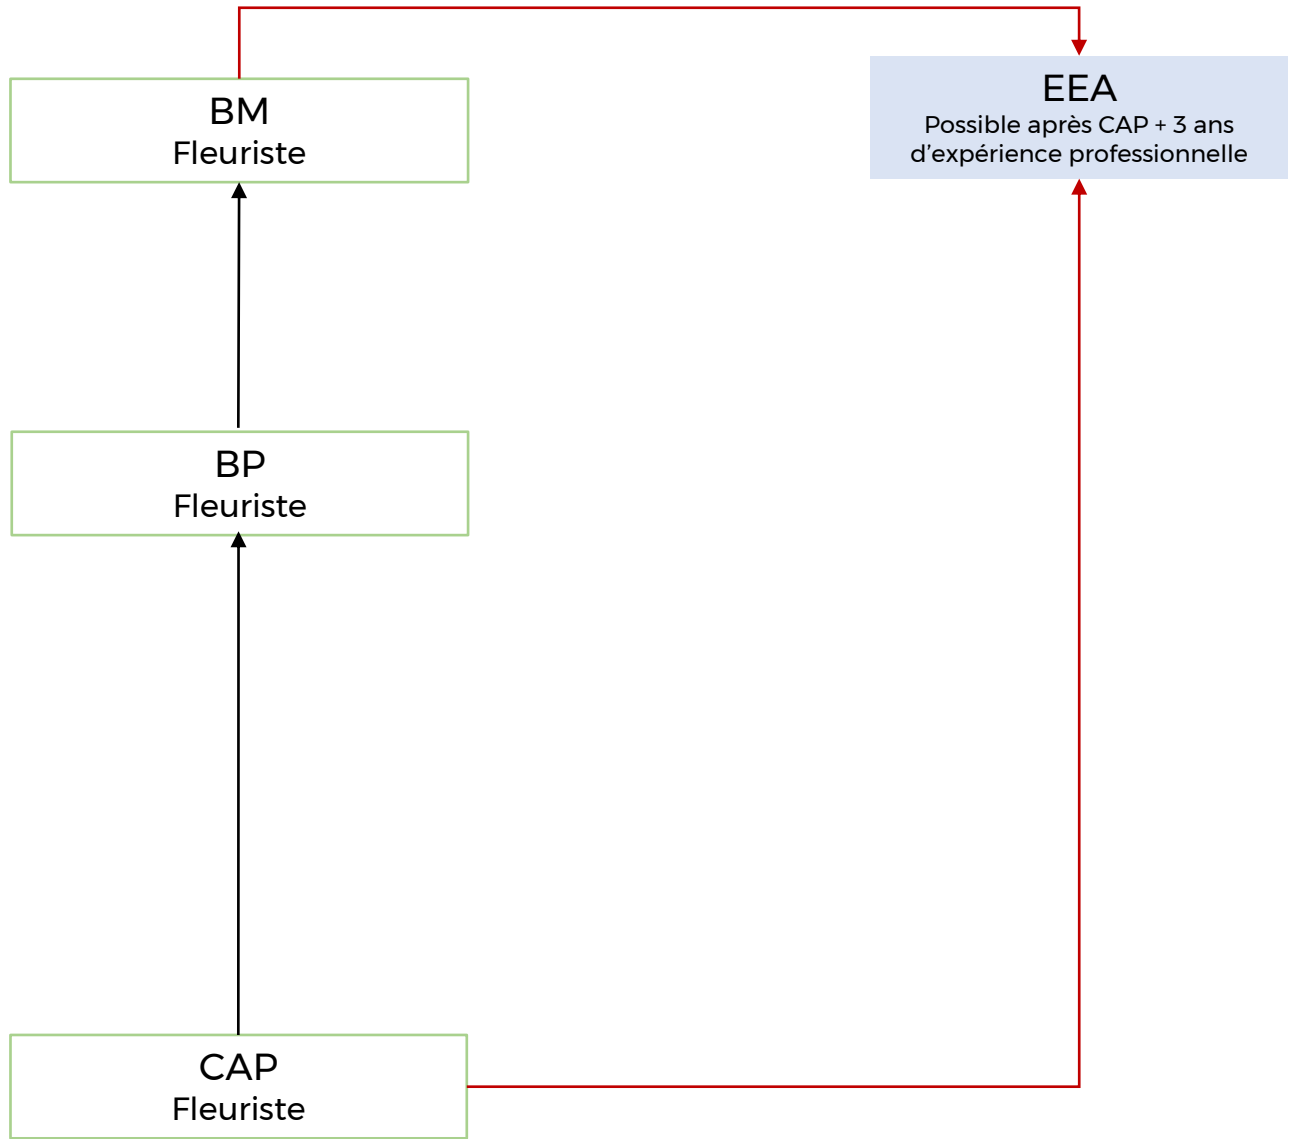 BM
Fleuriste
EEA
Possible après CAP + 3 ans
d’expérience professionnelle
BP
Fleuriste
CAP
Fleuriste